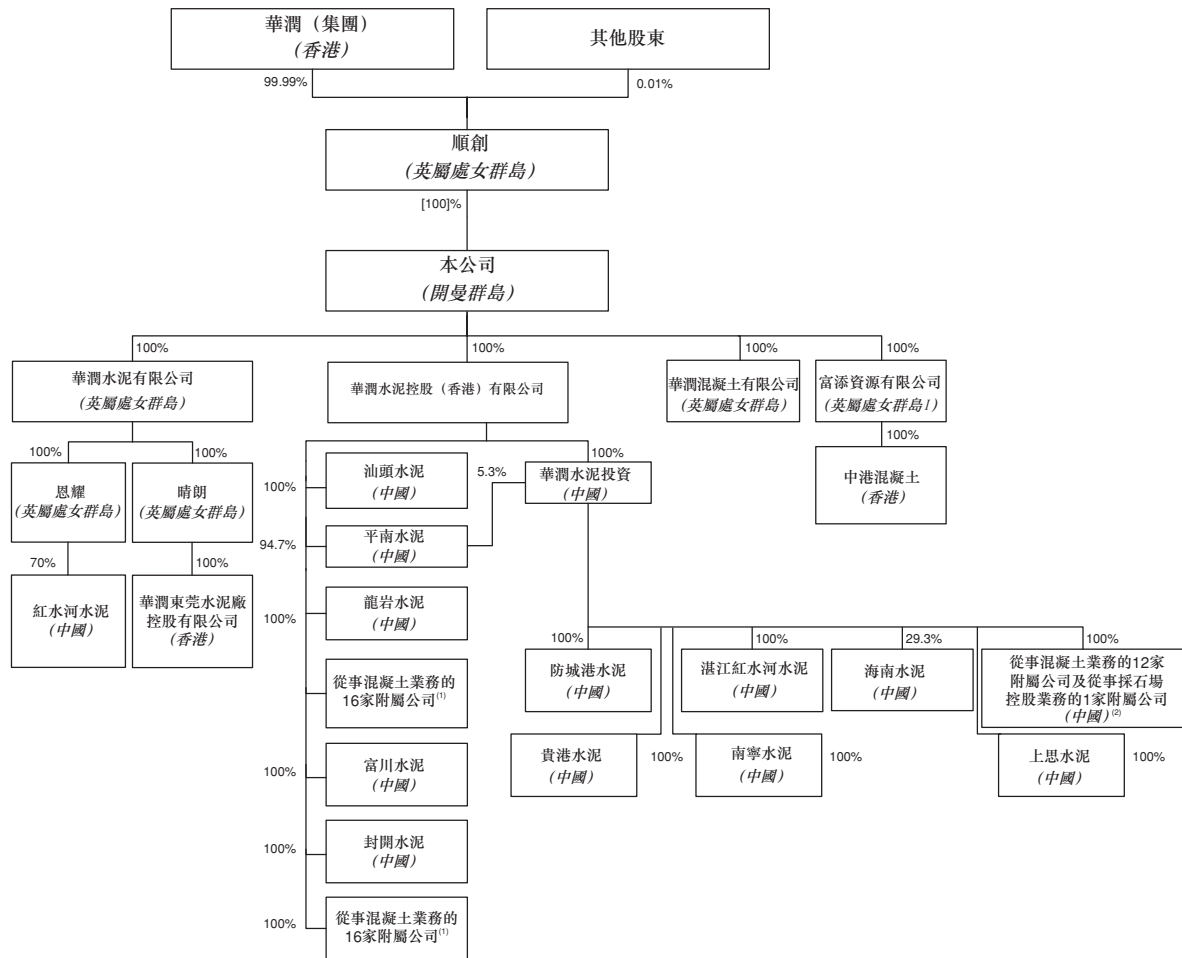 華潤（集團）
（香港）
其他股東
99.99%
0.01%
順創
（英屬處女群島）
[100]%
本公司
（開曼群島）
100%
100%
100%
100%
華潤水泥有限公司
（英屬處女群島）
華潤水泥控股（香港）有限公司
華潤混凝土有限公司
（英屬處女群島）
富添資源有限公司
（英屬處女群島1）
100%
100%
100%
100%
恩耀
（英屬處女群島）
晴朗
（英屬處女群島）
100%
汕頭水泥
（中國）
5.3%
華潤水泥投資
（中國）
中港混凝土
（香港）
94.7%
平南水泥
（中國）
70%
100%
紅水河水泥
（中國）
華潤東莞水泥廠
控股有限公司
（香港）
100%
龍岩水泥
（中國）
100%
100%
29.3%
100%
防城港水泥
（中國）
湛江紅水河水泥
（中國）
海南水泥
（中國）
從事混凝土業務的12家
附屬公司及從事採石場
控股業務的1家附屬公司
（中國）(2)
從事混凝土業務的
16家附屬公司(1)
貴港水泥
（中國）
100%
南寧水泥
（中國）
100%
上思水泥
（中國）
100%
100%
富川水泥
（中國）
100%
封開水泥
（中國）
100%
從事混凝土業務的
16家附屬公司(1)